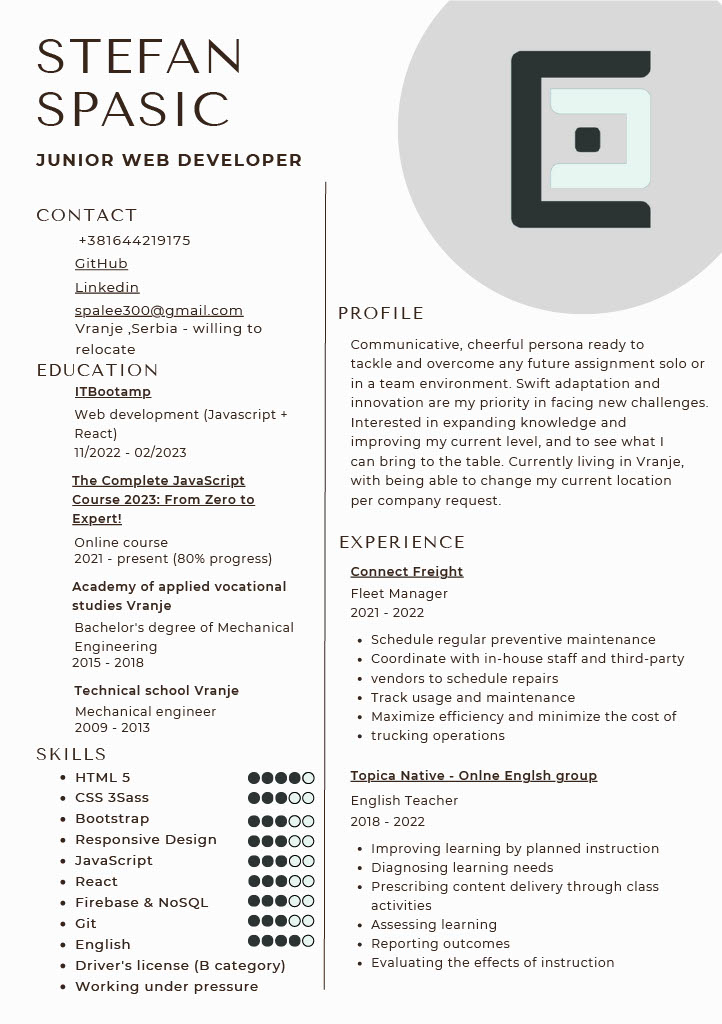 STEFAN
SPASIC
JUNIOR WEB DEVELOPER
CONTACT
+381644219175
GitHub
Linkedin
spalee300@gmail.com
Vranje ,Serbia - willing to
relocate
EDUCATION
ITBootamp
Web development (Javascript +
React)
11/2022 - 02/2023
The Complete JavaScript
Course 2023: From Zero to
Expert!
Online course
2021 - present (80% progress)
Academy of applied vocational
studies Vranje
Bachelor's degree of Mechanical
Engineering
2015 - 2018
Technical school Vranje
Mechanical engineer
2009 - 2013
SKILLS
• HTML 5
• CSS 3Sass
• Bootstrap
• Responsive Design
• JavaScript
• React
• Firebase & NoSQL
• Git
• English
• Driver's license (B category)
• Working under pressure
PROFILE
Communicative, cheerful persona ready to
tackle and overcome any future assignment solo or
in a team environment. Swift adaptation and
innovation are my priority in facing new challenges.
Interested in expanding knowledge and
improving my current level, and to see what I
can bring to the table. Currently living in Vranje,
with being able to change my current location
per company request.
EXPERIENCE
Connect Freight
Fleet Manager
2021 - 2022
• Schedule regular preventive maintenance
• Coordinate with in-house staff and third-party
• vendors to schedule repairs
• Track usage and maintenance
• Maximize efficiency and minimize the cost of
• trucking operations
Topica Native - Onlne Englsh group
English Teacher
2018 - 2022
• Improving learning by planned instruction
• Diagnosing learning needs
• Prescribing content delivery through class
activities
• Assessing learning
• Reporting outcomes
• Evaluating the effects of instruction